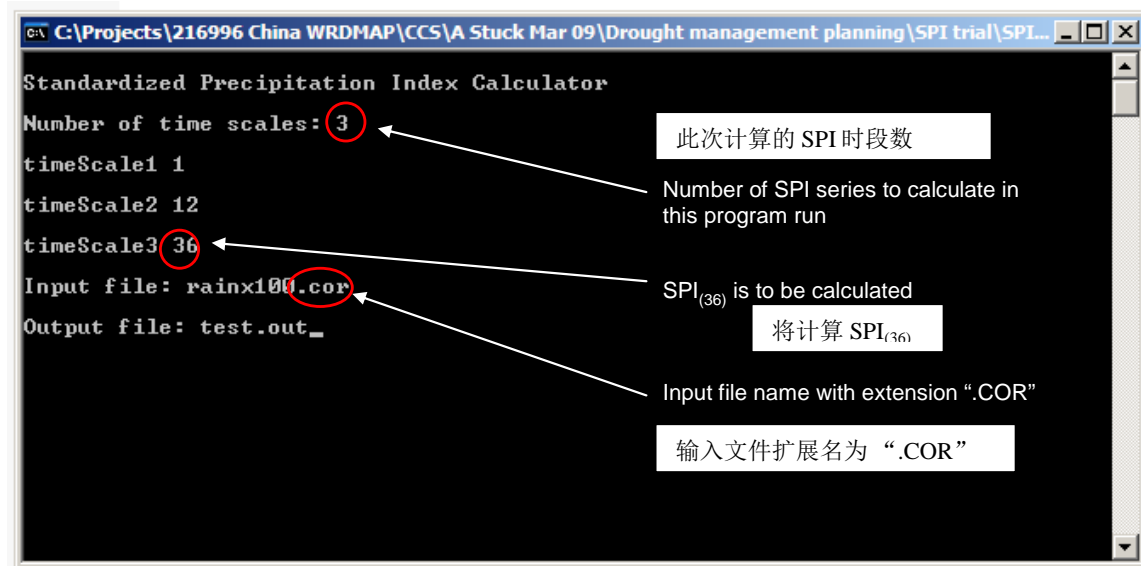 C:\Projects\216996 China WRDMAP\CCS\A Stuck Mar 09\Drought management planning\SPI trial\SPI...
Standardized Precipitation Index Calculator
Number of time scales: 3
此次计算的 SPI 时段数
timeScale1 1
Number of SPI series to calculate in
this program run
timeScale2 12
timeScale3 36
Input file: rainx100.cor
SPI(36) is to be calculated
Output file: test.out_
将计算 SPI(36)
Input file name with extension “.COR”
输入文件扩展名为 “.COR”